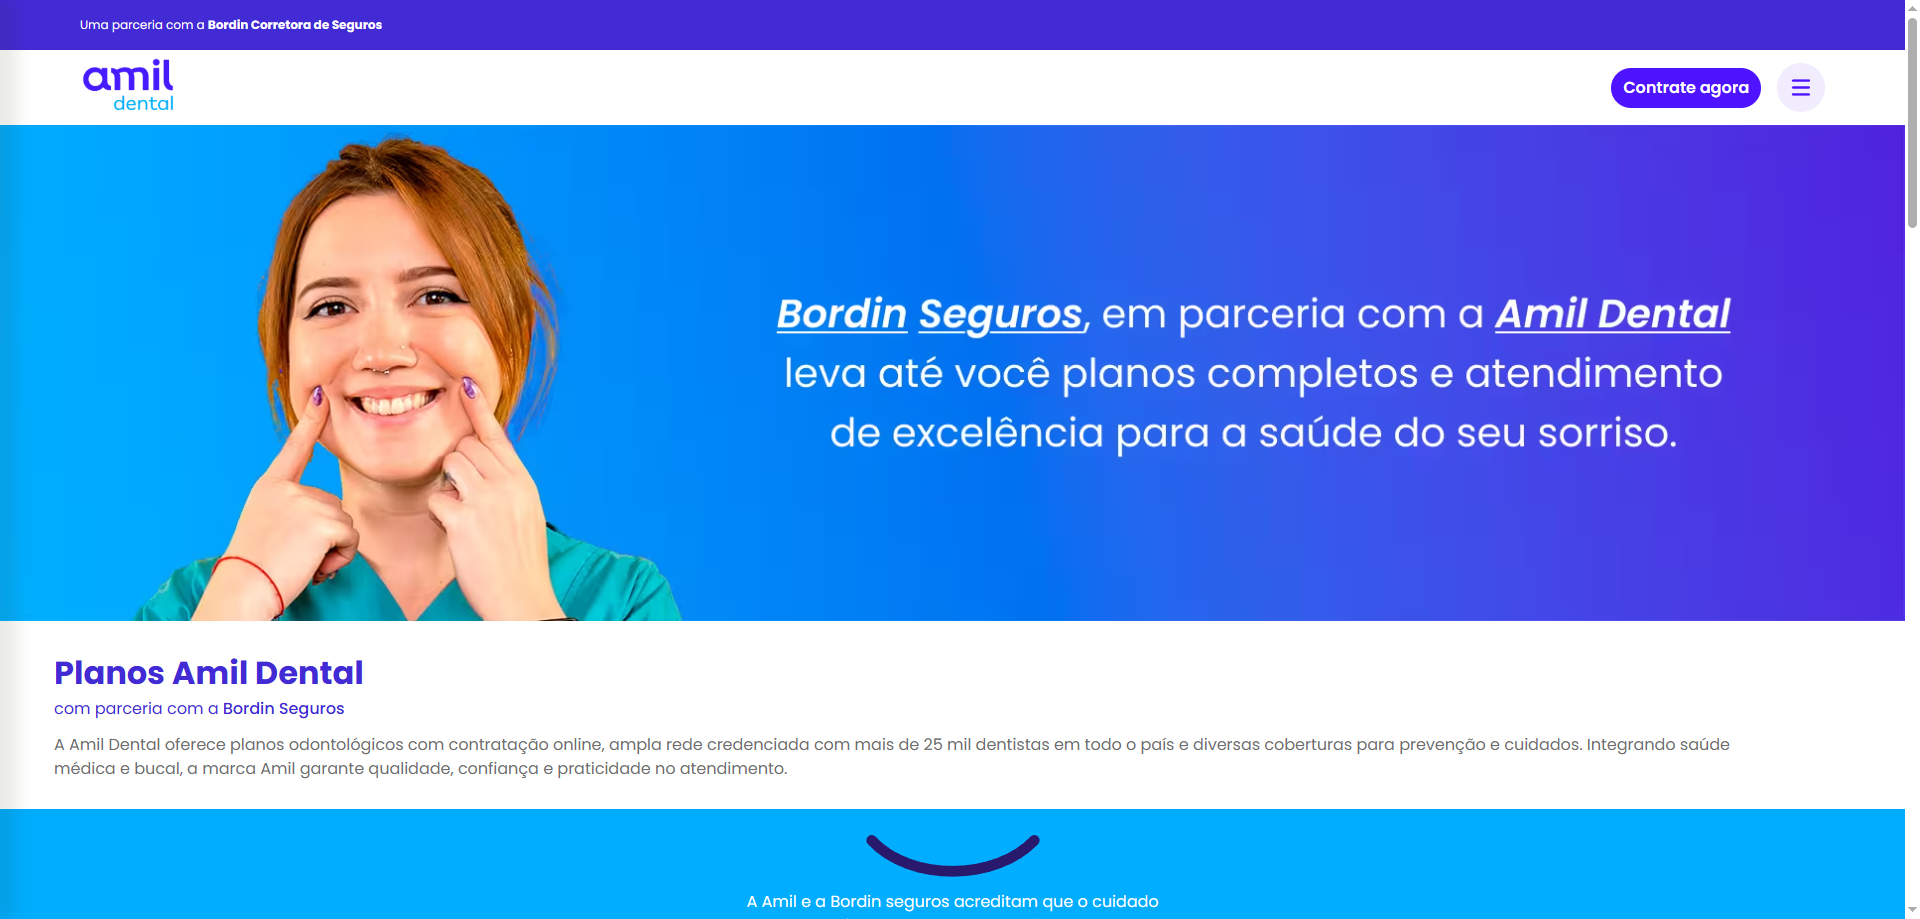 Uma parceria com a Bordin Corretora de Seguros
amil
dental
Contrate agora
Bordin Seguros, em parceria com a Amil Dental
leva até você planos completos e atendimento
de excelência para a saúde do seu sorriso.
Planos Amil Dental
com parceria com a Bordin Seguros
A Amil Dental oferece planos odontológicos com contratação online, ampla rede credenciada com mais de 25 mil dentistas em todo o país e diversas coberturas para prevenção e cuidados. Integrando saúde
médica e bucal, a marca Amil garante qualidade, confiança e praticidade no atendimento.
A Amil e a Bordin seguros acreditam que o cuidado